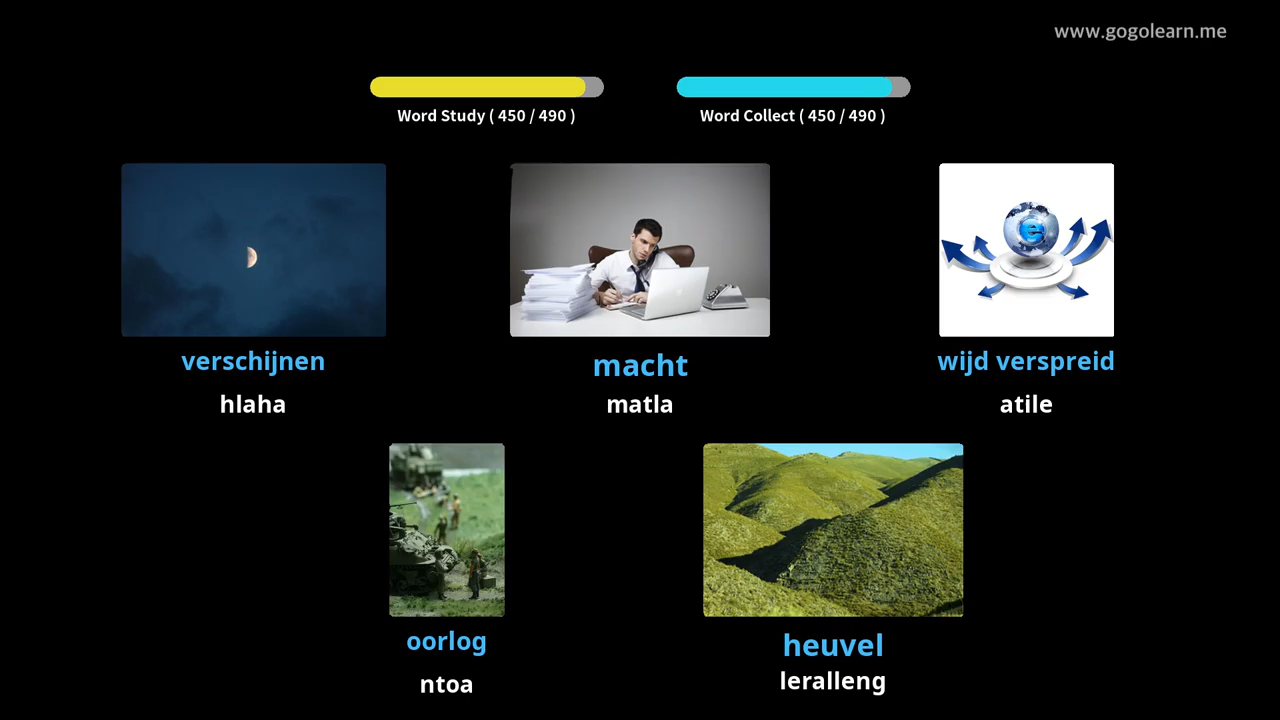 www.gogolearn.me
Word Study ( 450 / 490 )
Word Collect ( 450 / 490 )
verschijnen
hlaha
macht
matla
e
wijd verspreid
atile
oorlog
ntoa
heuvel
leralleng